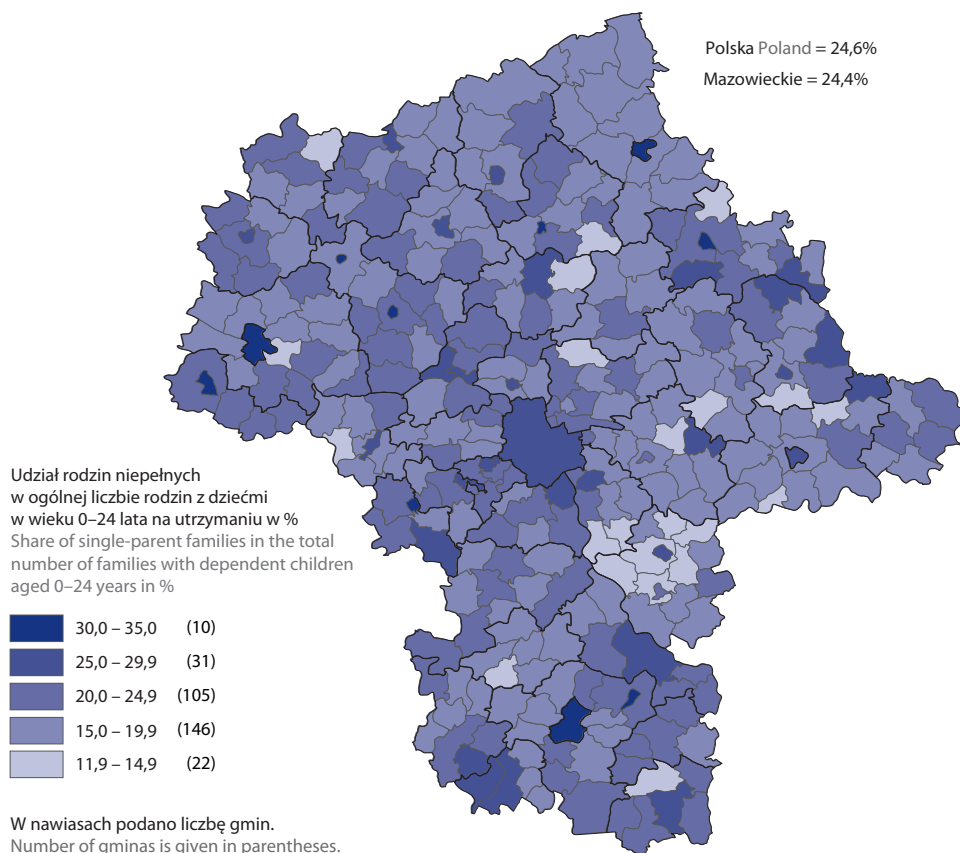 Polska Poland = 24,6%
Mazowieckie = 24,4%
Udział rodzin niepełnych
w ogólnej liczbie rodzin z dziećmi
w wieku 0–24 lata na utrzymaniu w %
Share of single-parent families in the total
number of families with dependent children
aged 0–24 years in %
30,0 – 35,0 (10)
25,0 – 29,9 (31)
20,0 – 24,9 (105)
15,0 – 19,9 (146)
11,9 – 14,9 (22)
W nawiasach podano liczbę gmin.
Number of gminas is given in parentheses.